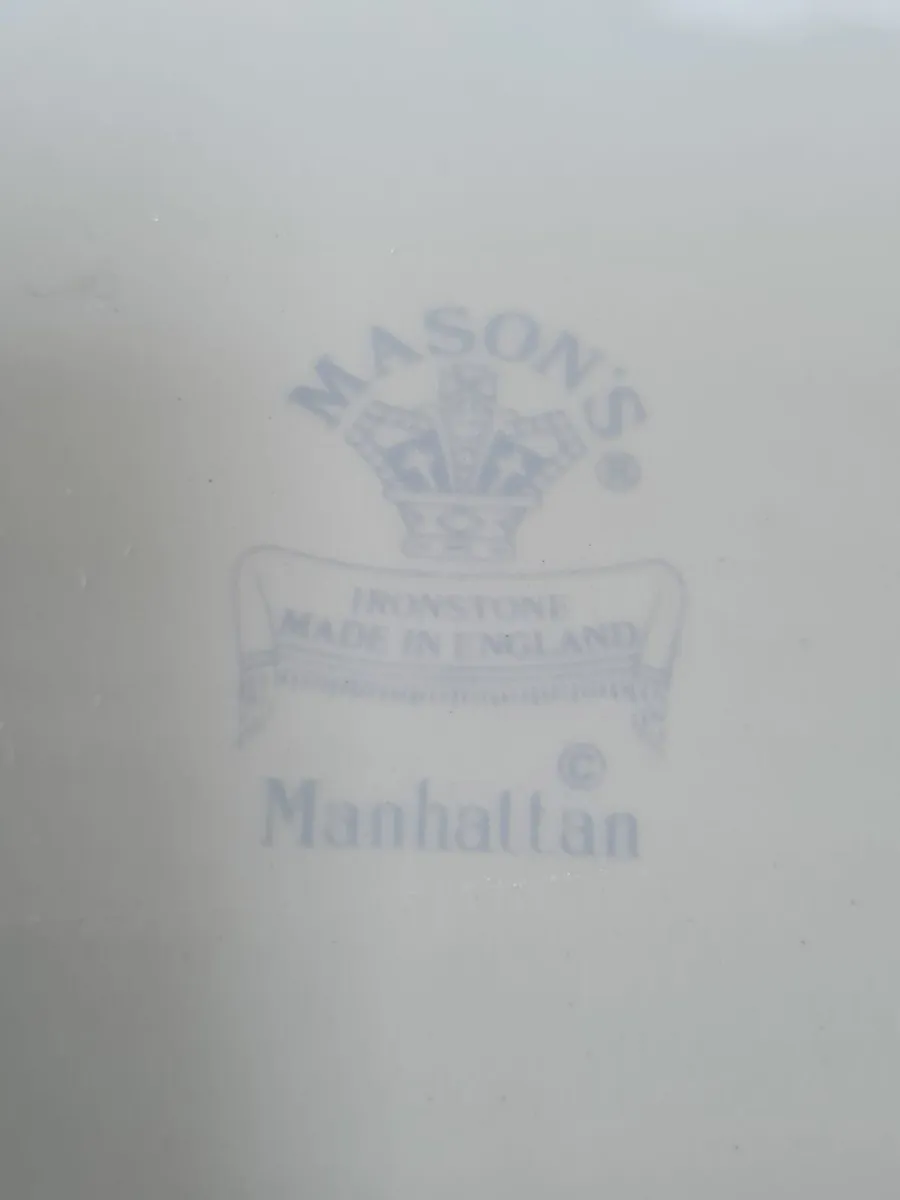 MASON'S®
IRONSTONE
MADE IN ENGLAND
©
Manhattan